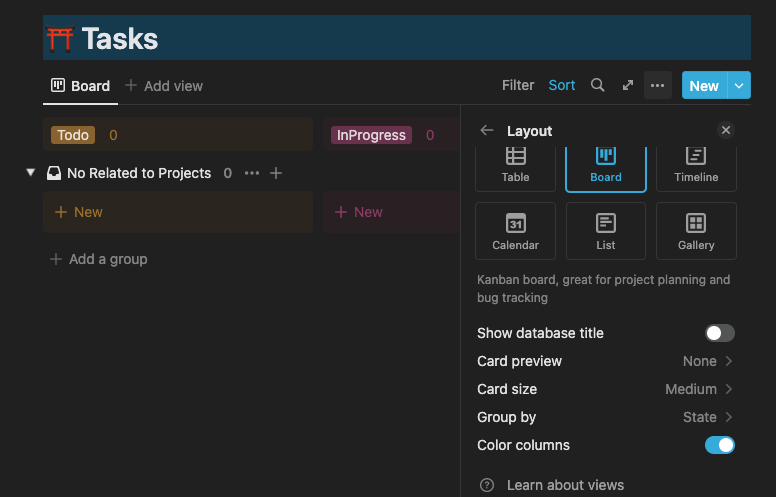 Tasks
Board
Add view
Filter
Sort
New
Todo 0
InProgress 0
No Related to Projects 0
New
New
Add a group
Layout
Table
Board
Timeline
31
Calendar
List
Gallery
Kanban board, great for project planning and
bug tracking
Show database title
Card preview None
Card size Medium
Group by State
Color columns
Learn about views